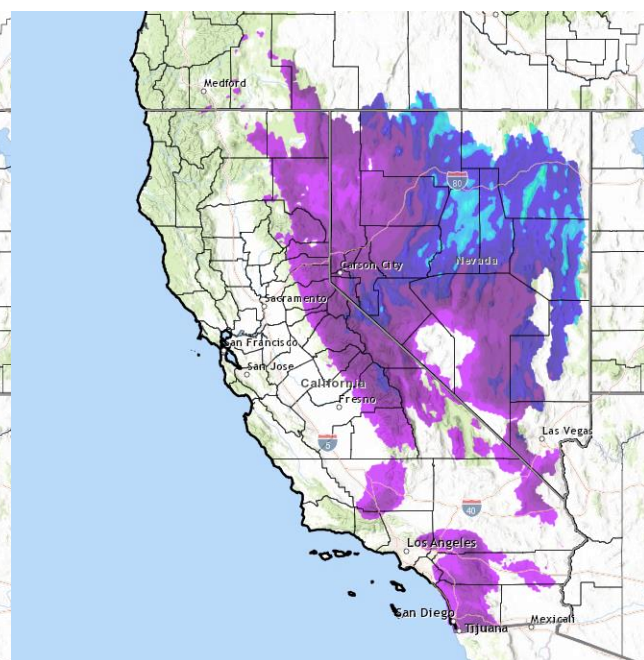 Medford
80
Carson City
Nevada
Sacramento
San Francisco
San Jose
California
Fresno
5
Las Vegas
40
Los Angeles
San Diego
Mexicali
Tijuana